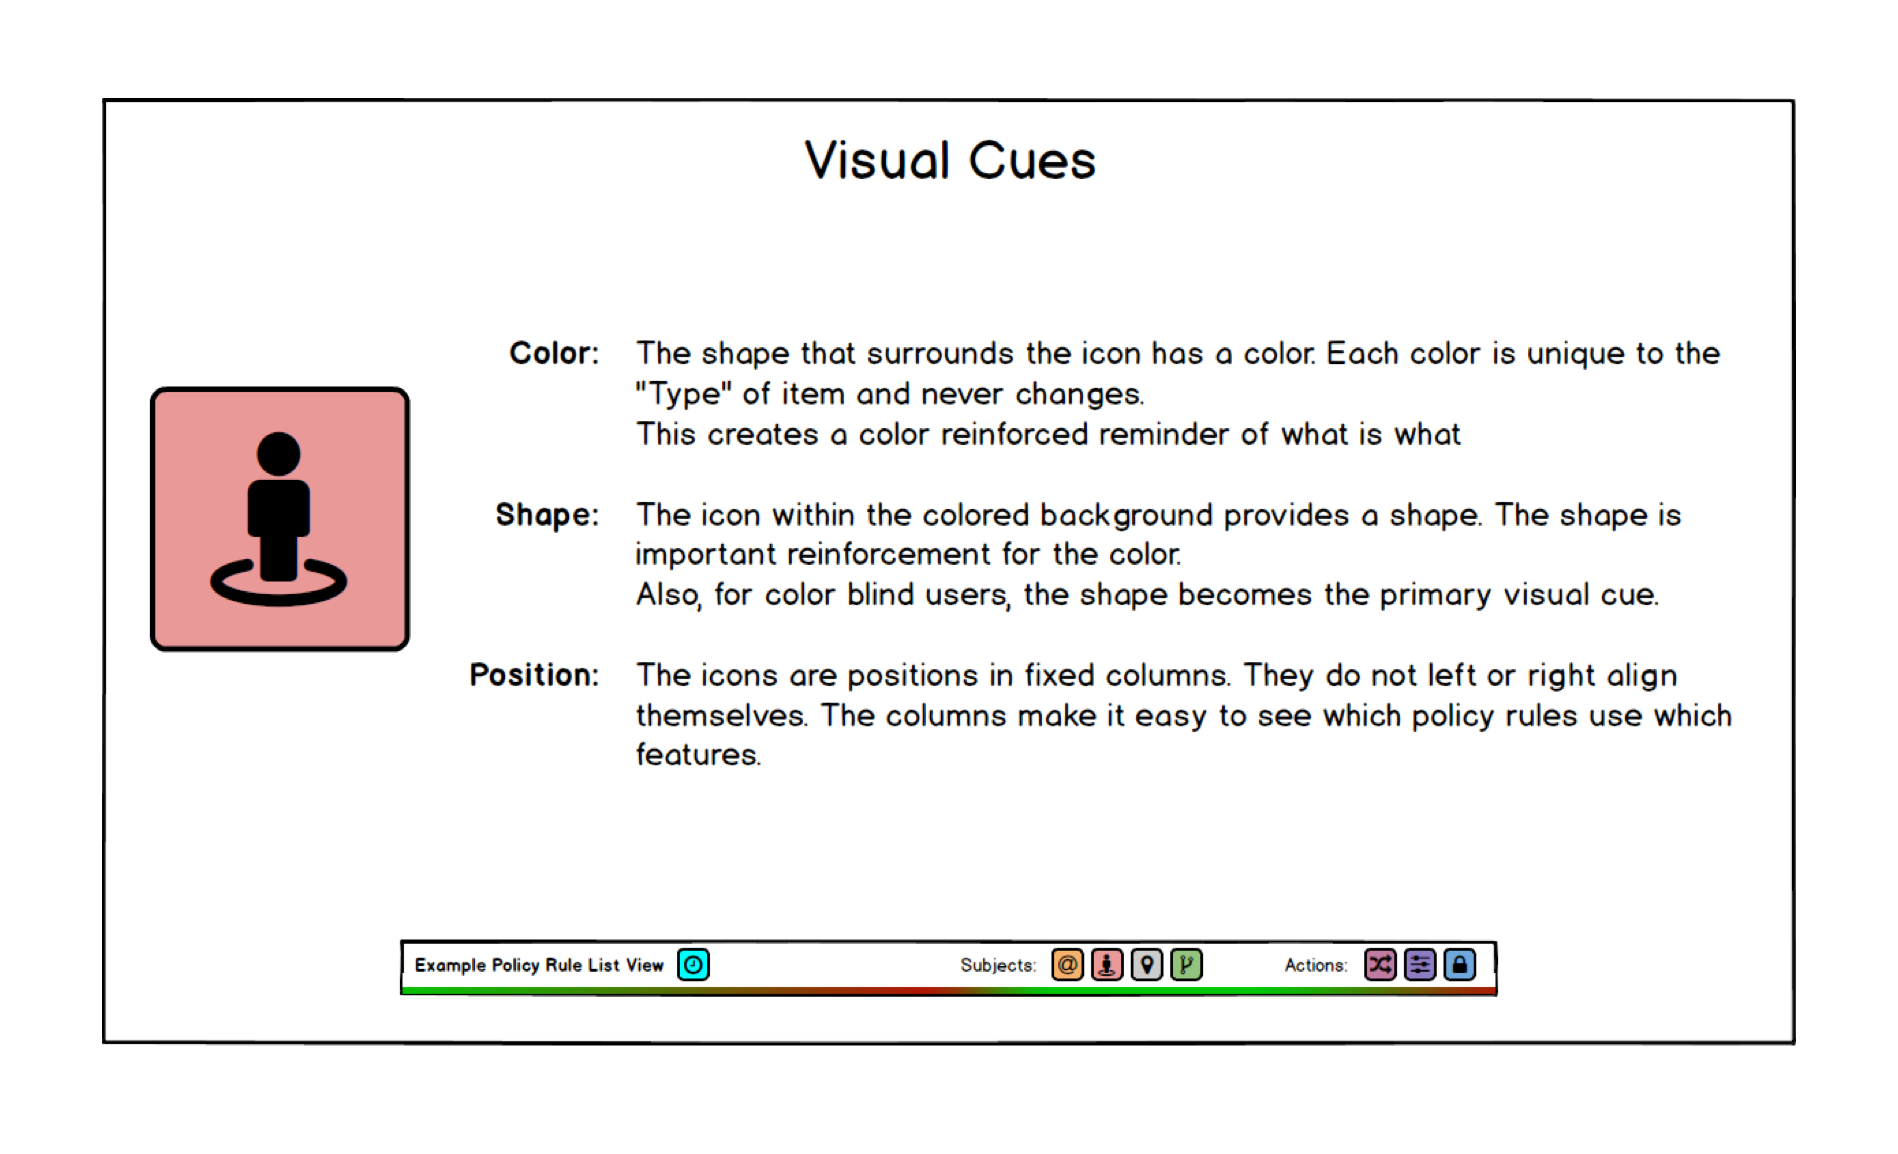 Visual Cues
Color: The shape that surrounds the icon has a color. Each color is unique to the
"Type" of item and never changes.
This creates a color reinforced reminder of what is what
Shape: The icon within the colored background provides a shape. The shape is
important reinforcement for the color.
Also, for color blind users, the shape becomes the primary visual cue.
Position: The icons are positions in fixed columns. They do not left or right align
themselves. The columns make it easy to see which policy rules use which
features.
Example Policy Rule List View Subjects: @ Actions: